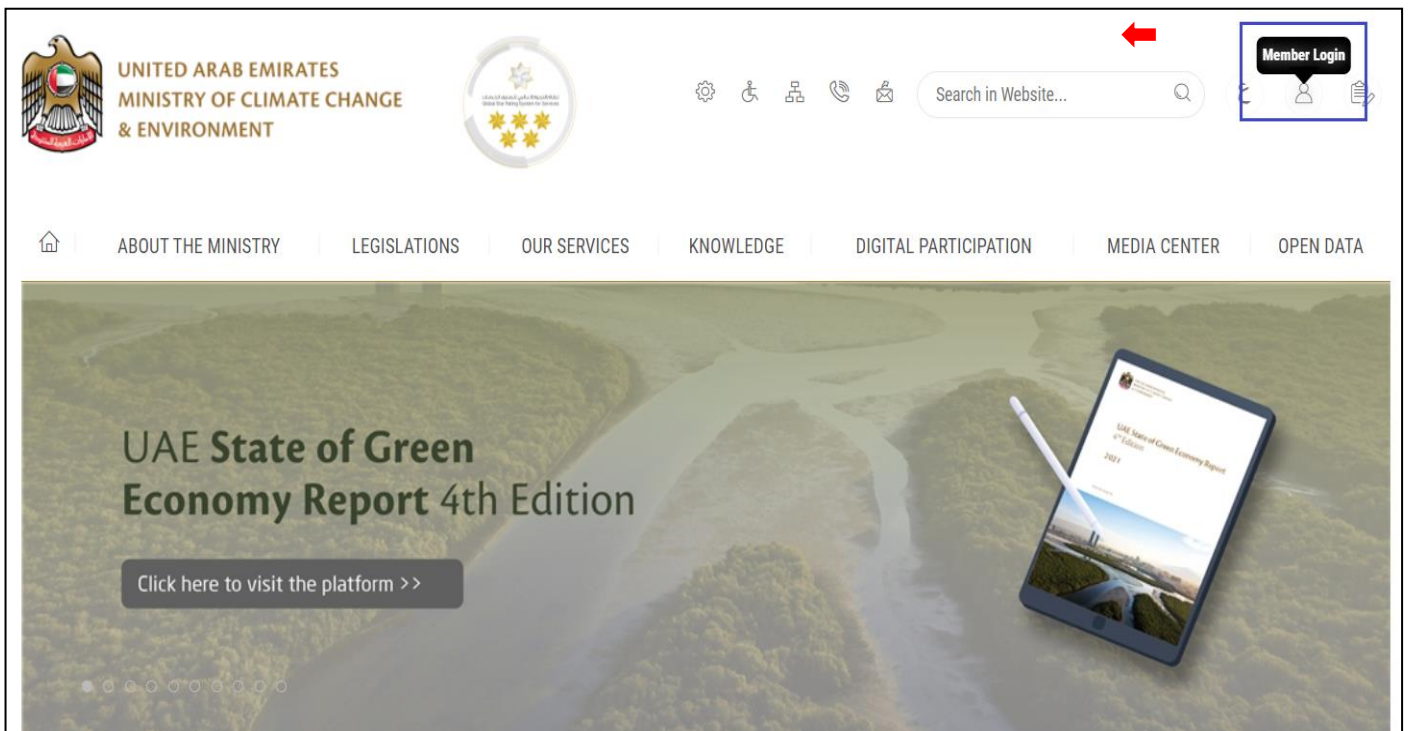 UNITED ARAB EMIRATES
MINISTRY OF CLIMATE CHANGE
& ENVIRONMENT
Search in Website...
Member Login
ABOUT THE MINISTRY
LEGISLATIONS
OUR SERVICES
KNOWLEDGE
DIGITAL PARTICIPATION
MEDIA CENTER
OPEN DATA
UAE State of Green
Economy Report 4th Edition
Click here to visit the platform >>
UAE State of Green Economy Report
4th Edition
2021